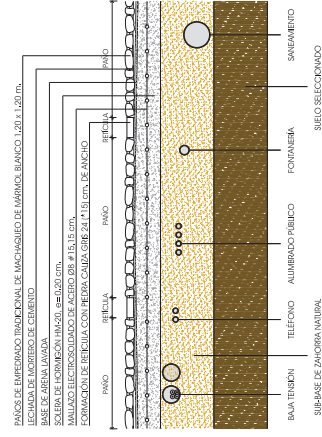 PAÑOS DE EMPEDRADO TRADICIONAL DE MACHAQUEO DE MÁRMOL BLANCO 1,20 x 1,20 m.
LECHADA DE MORTERO DE CEMENTO
BASE DE ARENA LAVADA
SOLERA DE HORMIGÓN HM-20. e=0,20 cm.
MALLAZO ELECTROSOLDADO DE ACERO Ø8 #15,15 cm.
FORMACIÓN DE RETÍCULA CON PIEDRA CALIZA GRIS 24 (*15) cm. DE ANCHO
PAÑO
RETÍCULA
PAÑO
RETÍCULA
PAÑO
BAJA TENSIÓN
TELÉFONO
ALUMBRADO PÚBLICO
FONTANERÍA
SANEAMIENTO
SUB-BASE DE ZAHORRA NATURAL
SUELO SELECCIONADO